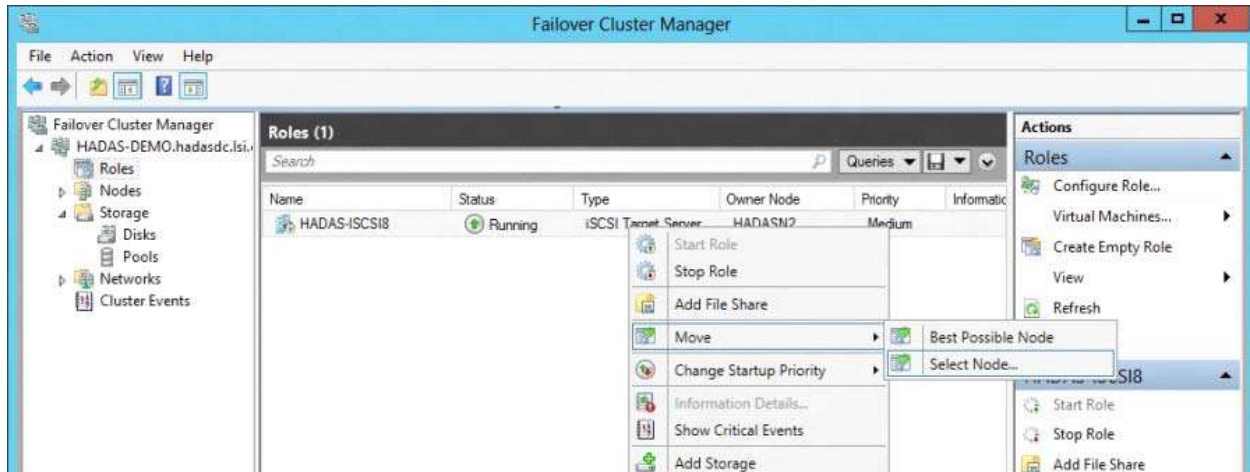 Failover Cluster Manager
File Action View Help
Failover Cluster Manager
HADAS-DEMO.hadasdc.lsi.
Roles
Nodes
Storage
Disks
Pools
Networks
Cluster Events
Roles (1)
Search
Queries
Name Status Type Owner Node Priority Informatic
HADAS-ISCSI8 Running iSCSI Target Server HADASN2 Medium
Start Role
Stop Role
Add File Share
Move
Change Startup Priority
Information Details...
Show Critical Events
Add Storage
Best Possible Node
Select Node...
Actions
Roles
Configure Role...
Virtual Machines...
Create Empty Role
View
Refresh
HADAS-ISCSI8
Start Role
Stop Role
Add File Share